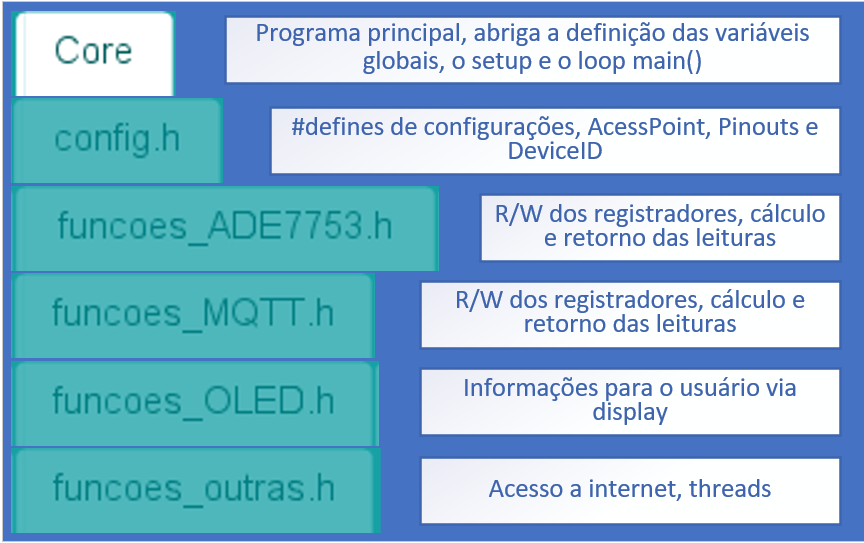 Core
Programa principal, abriga a definição das variáveis
globais, o setup e o loop main()
config.h
#defines de configurações, AcessPoint, Pinouts e
DeviceID
funcoes_ADE7753.h
R/W dos registradores, cálculo
e retorno das leituras
funcoes_MQTT.h
R/W dos registradores, cálculo e
retorno das leituras
funcoes_OLED.h
Informações para o usuário via
display
funcoes_outras.h
Acesso a internet, threads